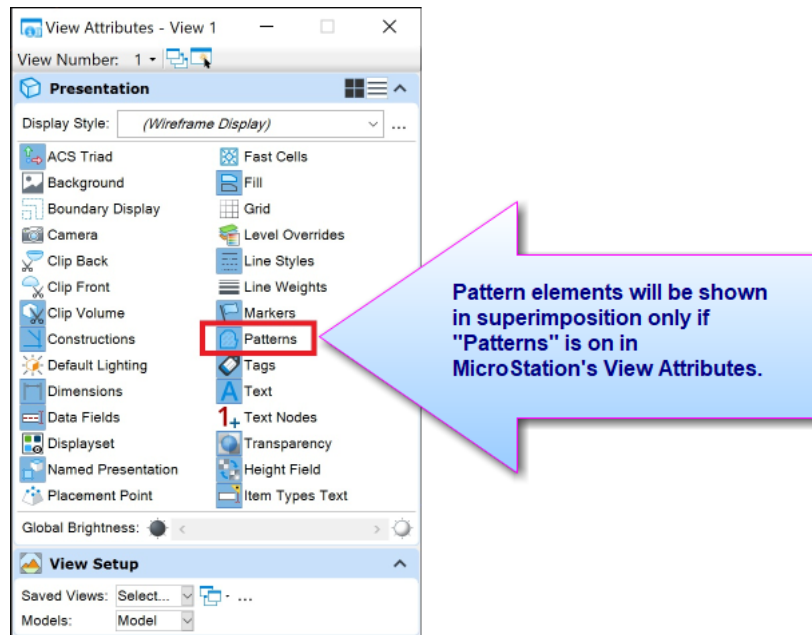 View Attributes - View 1
View Number: 1
Presentation
Display Style: (Wireframe Display) ...
ACS Triad Fast Cells
Background Fill
Boundary Display Grid
Camera Level Overrides
Clip Back Line Styles
Clip Front Line Weights
Clip Volume Markers
Constructions Patterns
Default Lighting Tags
Dimensions Text
Data Fields Text Nodes
Displayset Transparency
Named Presentation Height Field
Placement Point Item Types Text
Global Brightness:
View Setup
Saved Views: Select... ...
Models: Model
Pattern elements will be shown
in superimposition only if
"Patterns" is on in
MicroStation's View Attributes.